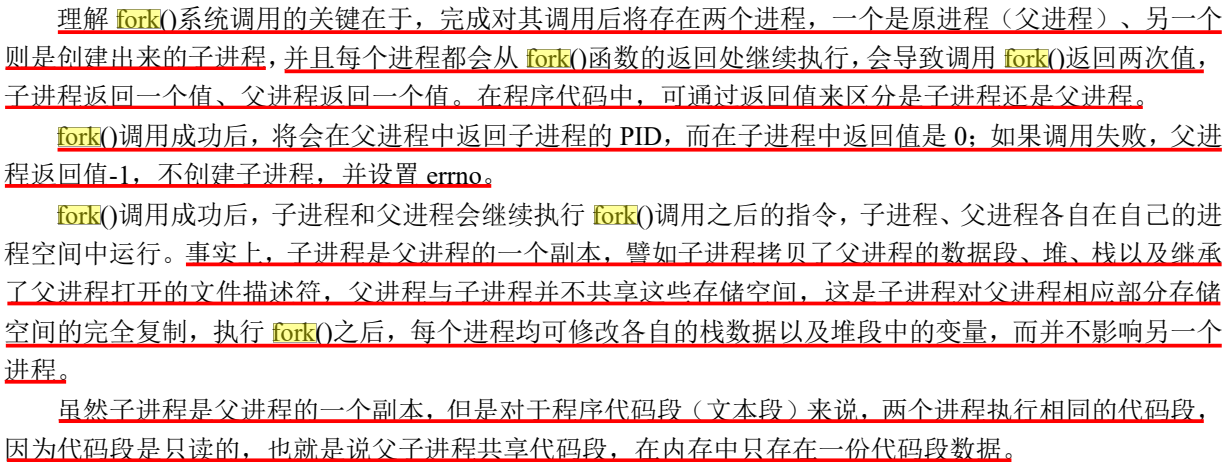 理解 fork()系统调用的关键在于，完成对其调用后将存在两个进程，一个是原进程（父进程）、另一个
则是创建出来的子进程，并且每个进程都会从 fork()函数的返回处继续执行，会导致调用 fork()返回两次值，
子进程返回一个值、父进程返回一个值。在程序代码中，可通过返回值来区分是子进程还是父进程。
fork()调用成功后，将会在父进程中返回子进程的 PID，而在子进程中返回值是 0；如果调用失败，父进
程返回值-1，不创建子进程，并设置 errno。
fork()调用成功后，子进程和父进程会继续执行 fork()调用之后的指令，子进程、父进程各自在自己的进
程空间中运行。事实上，子进程是父进程的一个副本，譬如子进程拷贝了父进程的数据段、堆、栈以及继承
了父进程打开的文件描述符，父进程与子进程并不共享这些存储空间，这是子进程对父进程相应部分存储
空间的完全复制，执行 fork()之后，每个进程均可修改各自的栈数据以及堆段中的变量，而并不影响另一个
进程。
虽然子进程是父进程的一个副本，但是对于程序代码段（文本段）来说，两个进程执行相同的代码段，
因为代码段是只读的，也就是说父子进程共享代码段，在内存中只存在一份代码段数据。